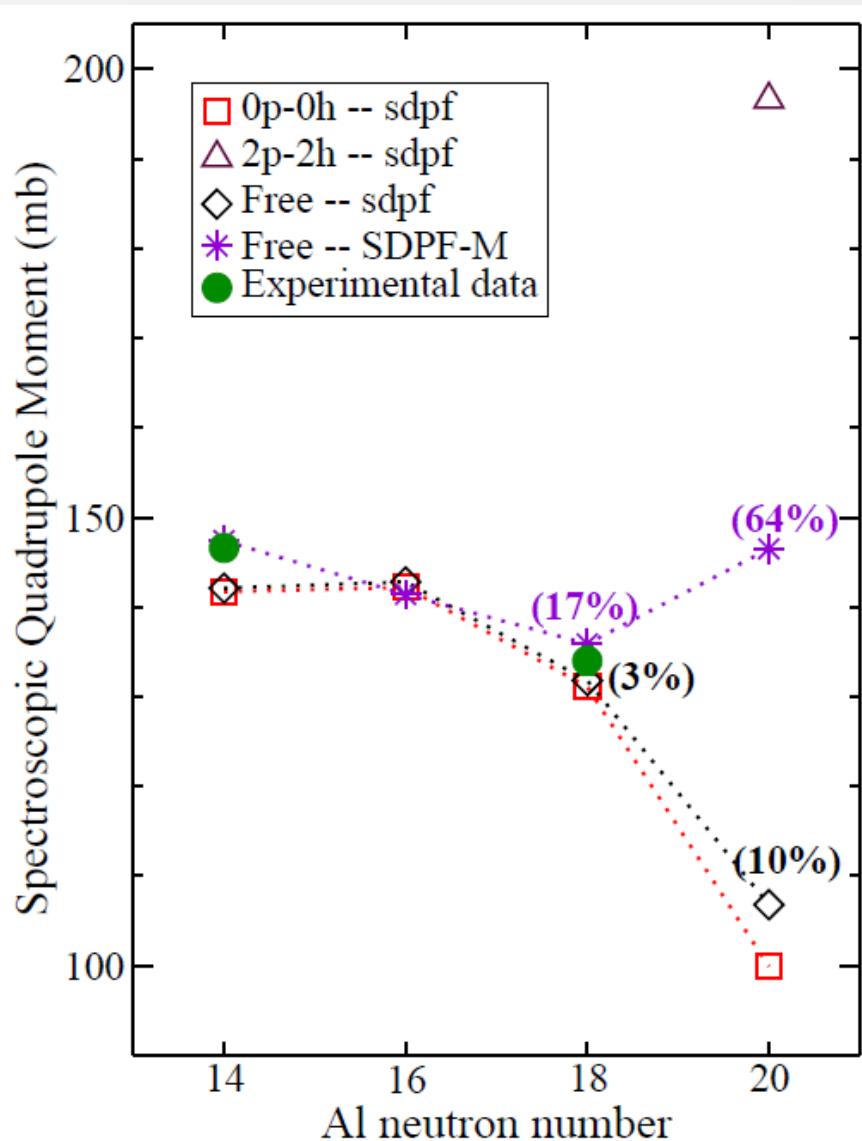 200
0p-0h -- sdpf
2p-2h -- sdpf
Free -- sdpf
Free -- SDPF-M
Experimental data
Spectroscopic Quadrupole Moment (mb)
150
(64%)
(17%)
(3%)
(10%)
100
14 16 18 20
Al neutron number